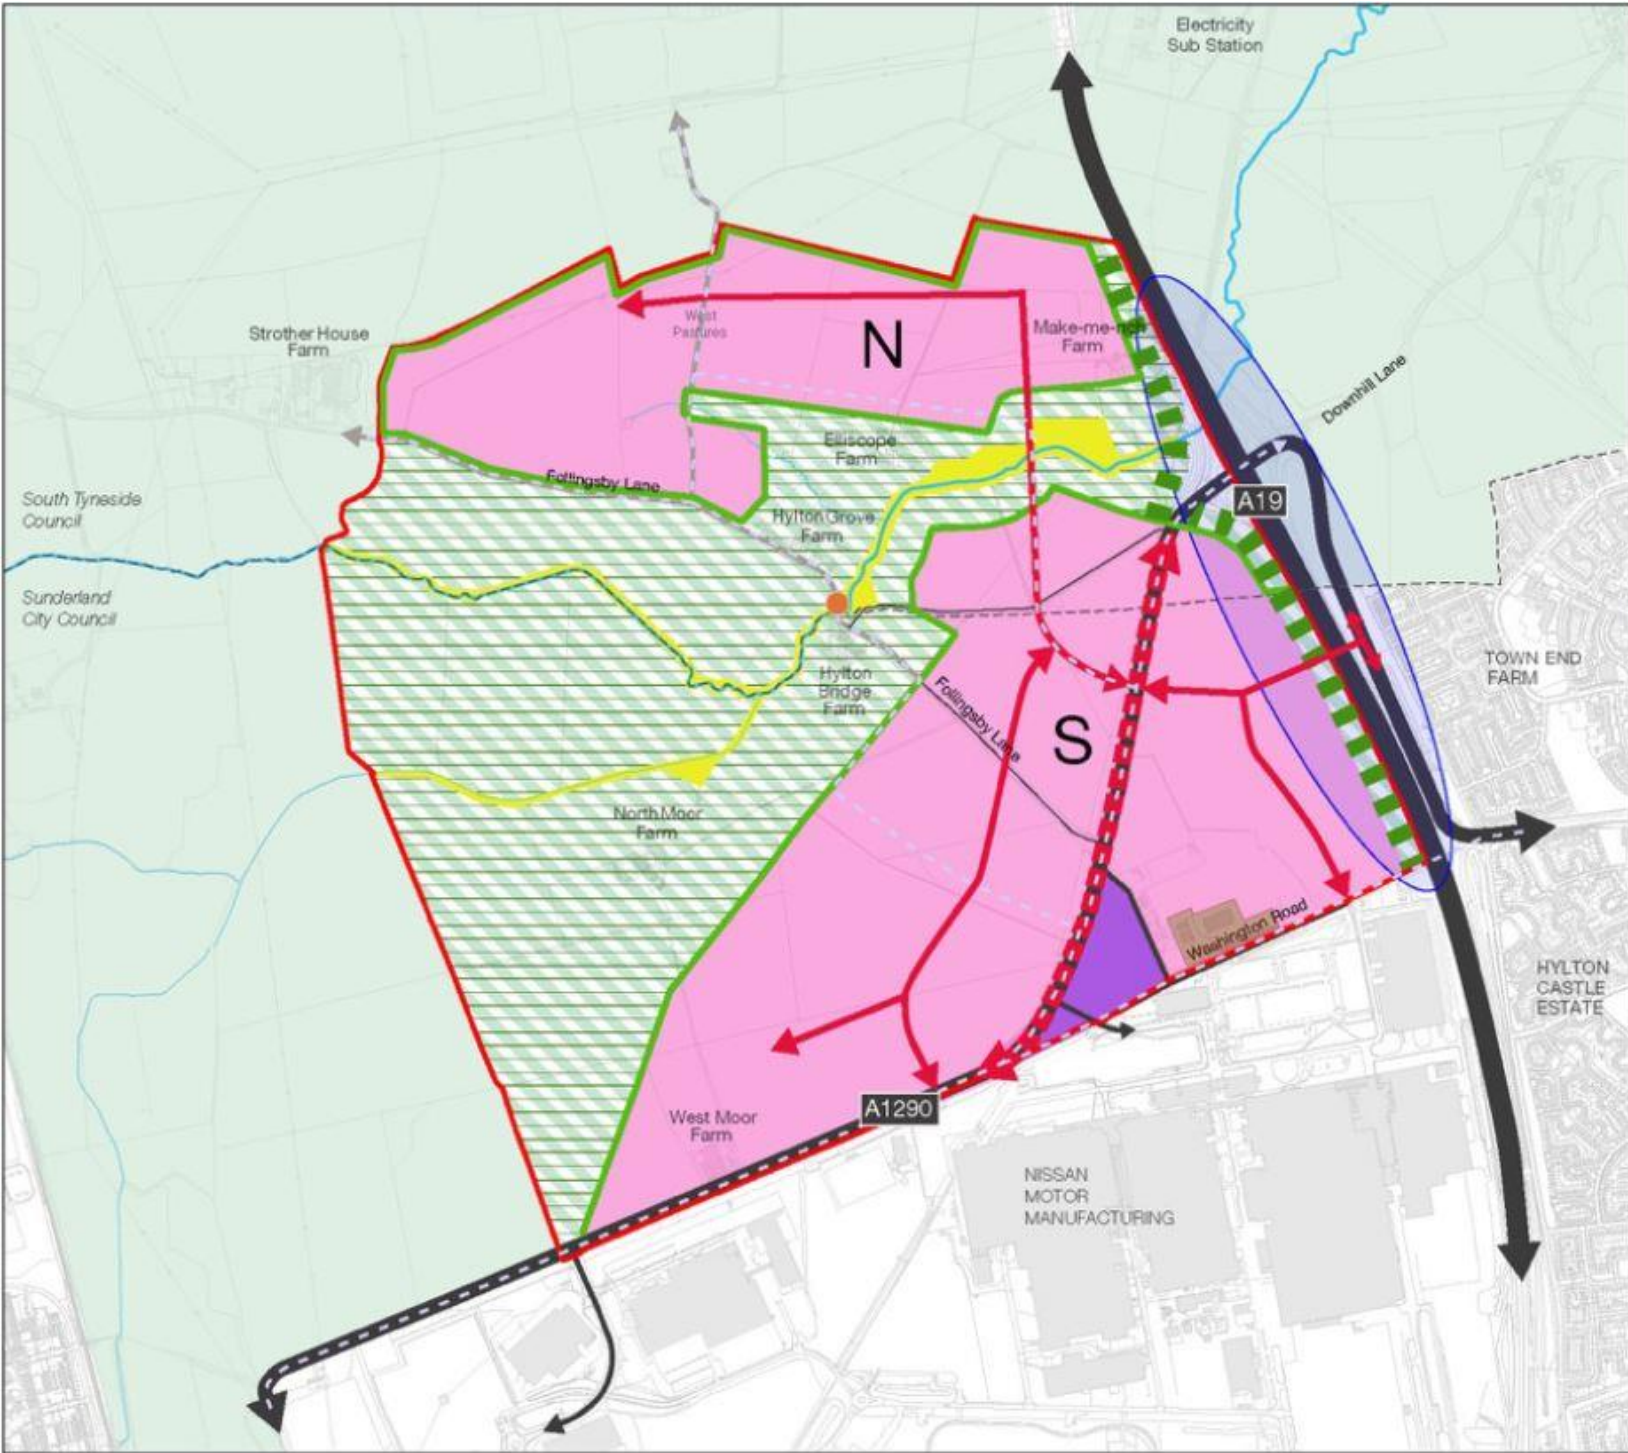 Electricity
Sub Station
Strother House
Farm
West
Pastures
N
Make-me-rich
Farm
Downhill Lane
Elliscope
Farm
Follingsby Lane
A19
South Tyneside
Council
Hylton Grove
Farm
Sunderland
City Council
TOWN END
FARM
Hylton
Bridge
Farm
Follingsby Lane
S
North Moor
Farm
Washington Road
HYLTON
CASTLE
ESTATE
A1290
West Moor
Farm
NISSAN
MOTOR
MANUFACTURING